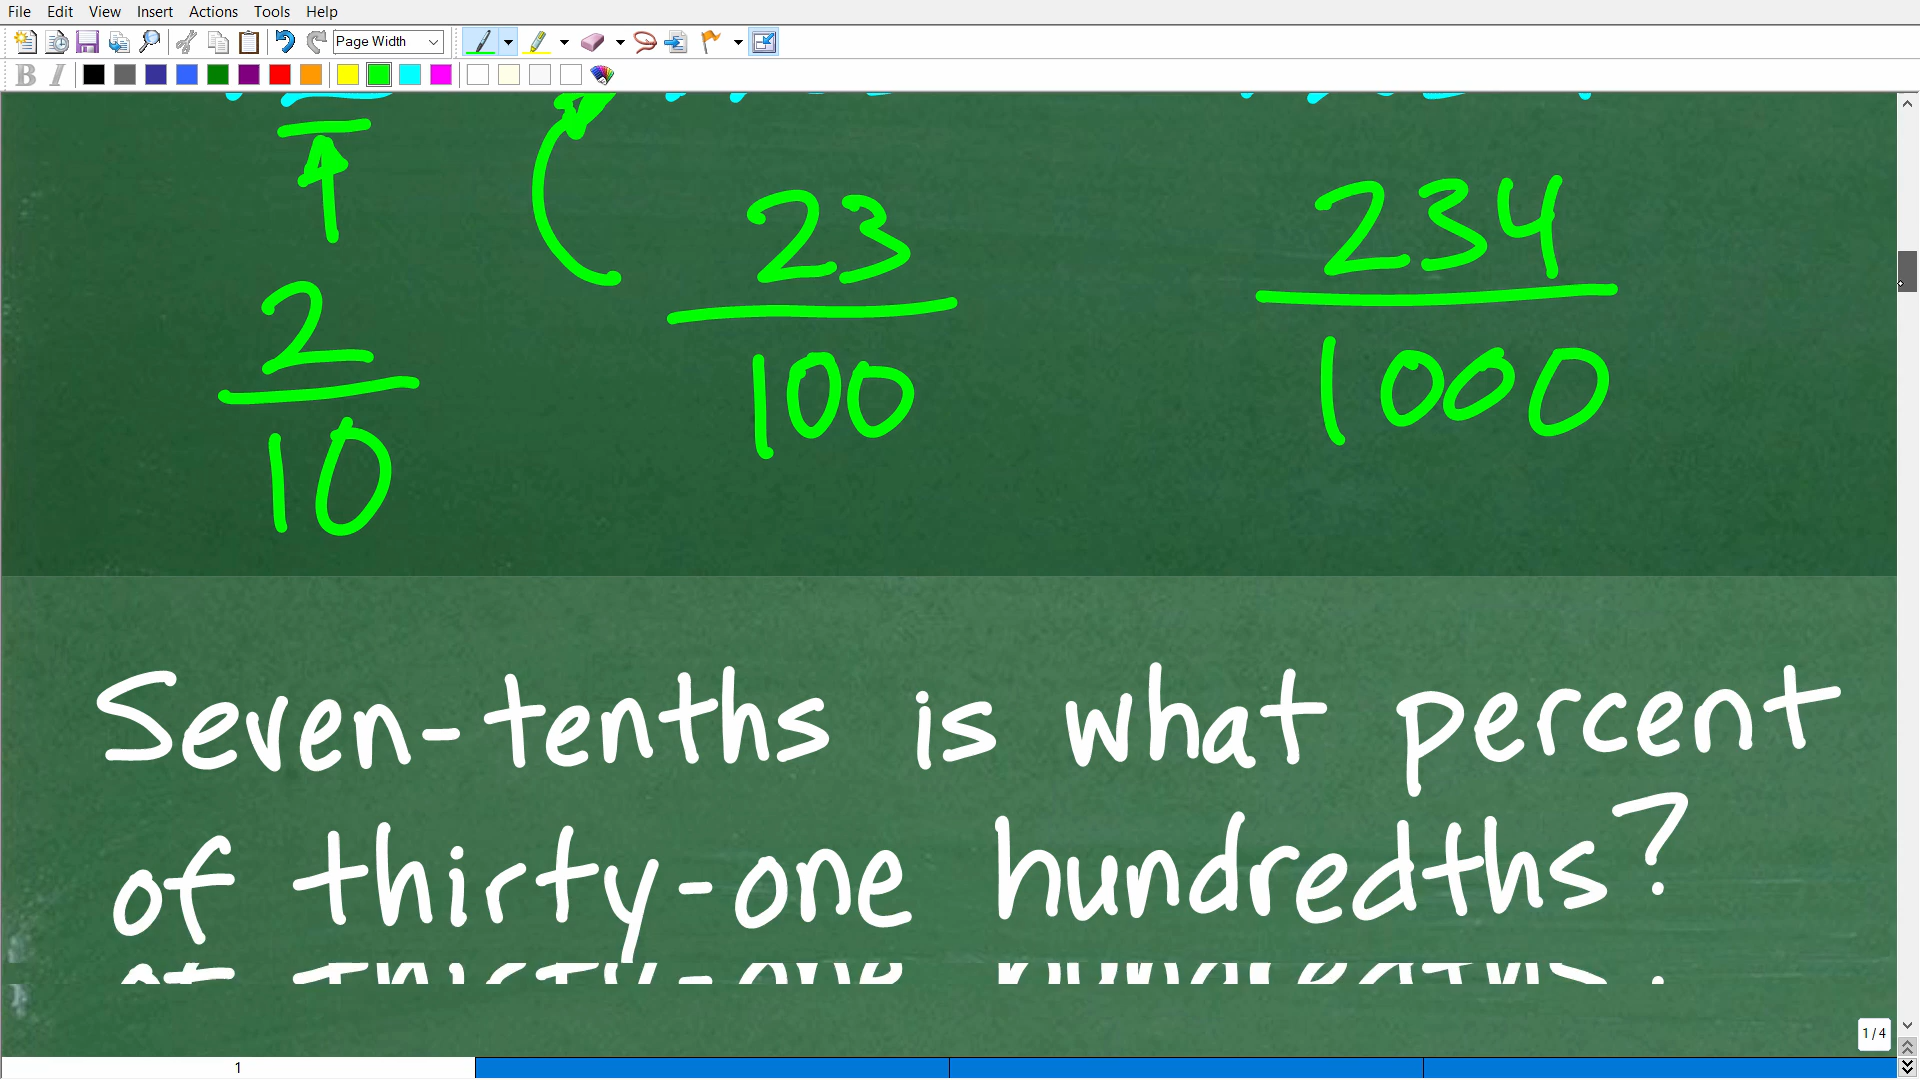 File Edit View Insert Actions Tools Help
Page Width
B I
23
100
234
1000
2
10
Seven-tenths is what percent
of thirty-one hundredths?
1 / 4
1